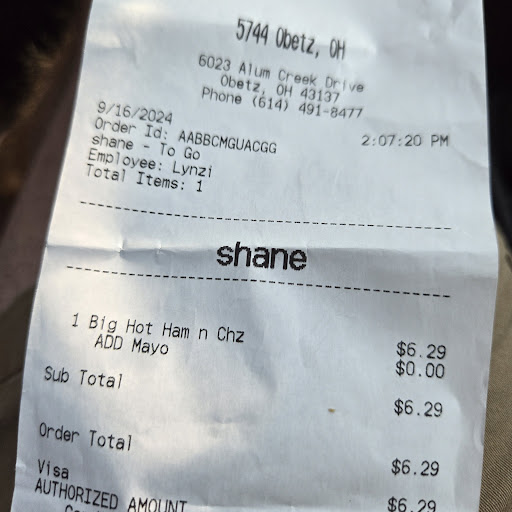 5744 Obetz, OH
6023 Alum Creek Drive
Obetz, OH 43137
Phone (614) 491-8477
9/16/2024 2:07:20 PM
Order Id: AABBCMGUACGG
shane - To Go
Employee: Lynzi
Total Items: 1
shane
1 Big Hot Ham n Chz $6.29
ADD Mayo $0.00
Sub Total $6.29
Order Total $6.29
Visa $6.29
AUTHORIZED AMOUNT